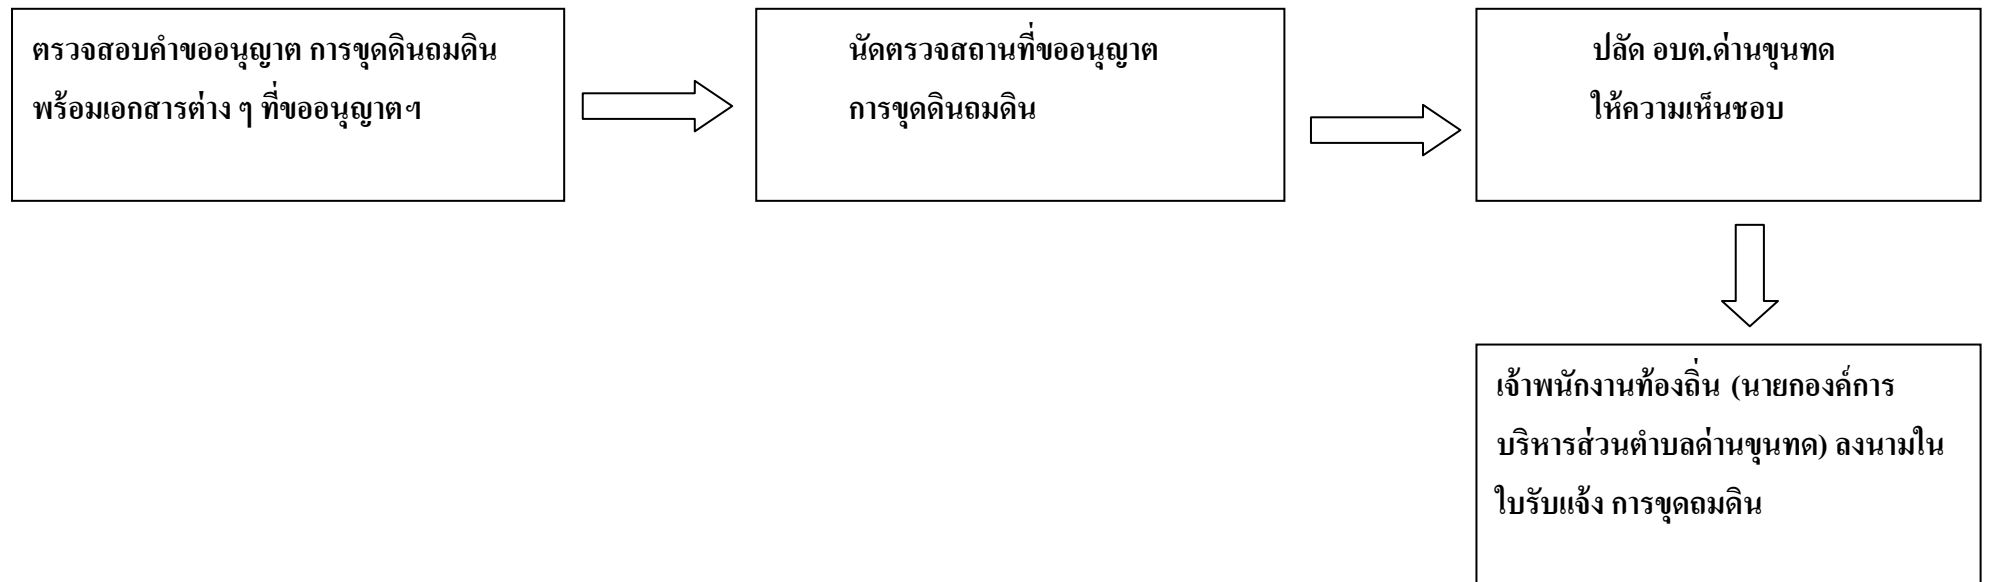 ตรวจสอบคำขออนุญาต การขุดดินถมดิน
พร้อมเอกสารต่าง ๆ ที่ขออนุญาตฯ
นัดตรวจสถานที่ขออนุญาต
การขุดดินถมดิน
ปลัด อบต.ด่านขุนทด
ให้ความเห็นชอบ
เจ้าพนักงานท้องถิ่น (นายกองค์การ
บริหารส่วนตำบลด่านขุนทด) ลงนามใน
ใบรับแจ้ง การขุดถมดิน